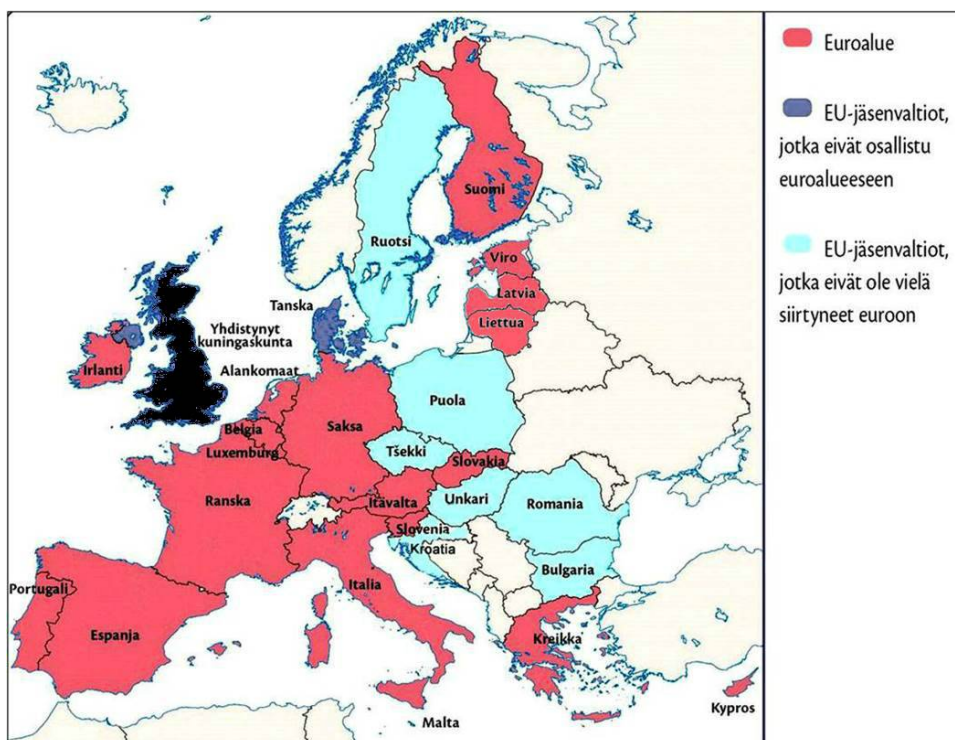 Euroalue
EU-jäsenvaltiot,
jotka eivät osallistu
euroalueeseen
EU-jäsenvaltiot,
jotka eivät ole vielä
siirtyneet euroon
Suomi
Ruotsi
Viro
Latvia
Liettua
Tanska
Yhdistynyt
kuningaskunta
Irlanti
Alankomaat
Puola
Belgia
Saksa
Luxemburg
Tšekki
Slovakia
Ranska
Itävalta
Unkari
Romania
Slovenia
Kroatia
Bulgaria
Portugali
Italia
Espanja
Kreikka
Malta
Kypros